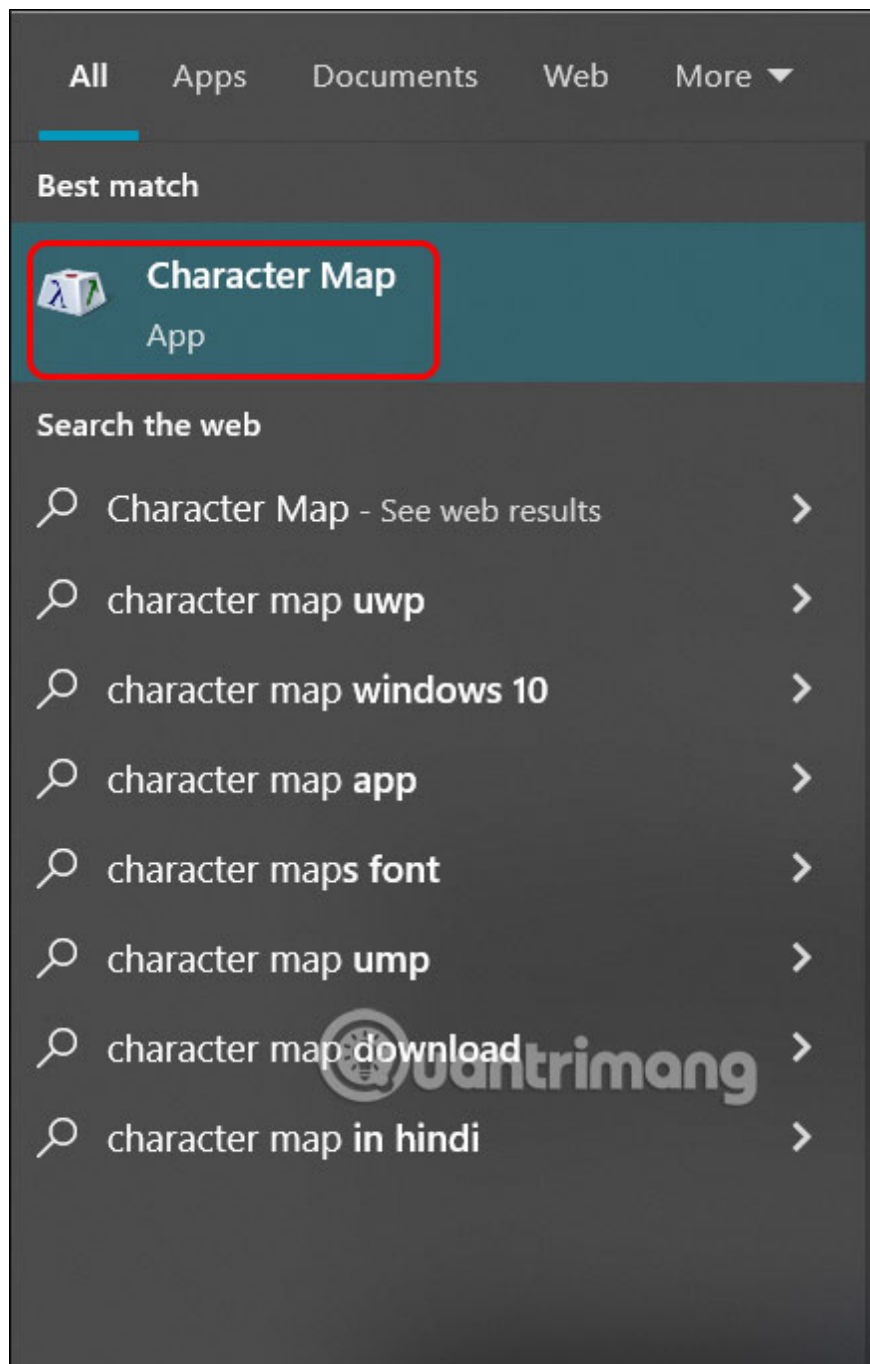 All Apps Documents Web More
Best match
Character Map
App
Search the web
Character Map - See web results
character map uwp
character map windows 10
character map app
character maps font
character map ump
character map download
Quantrimang
character map in hindi